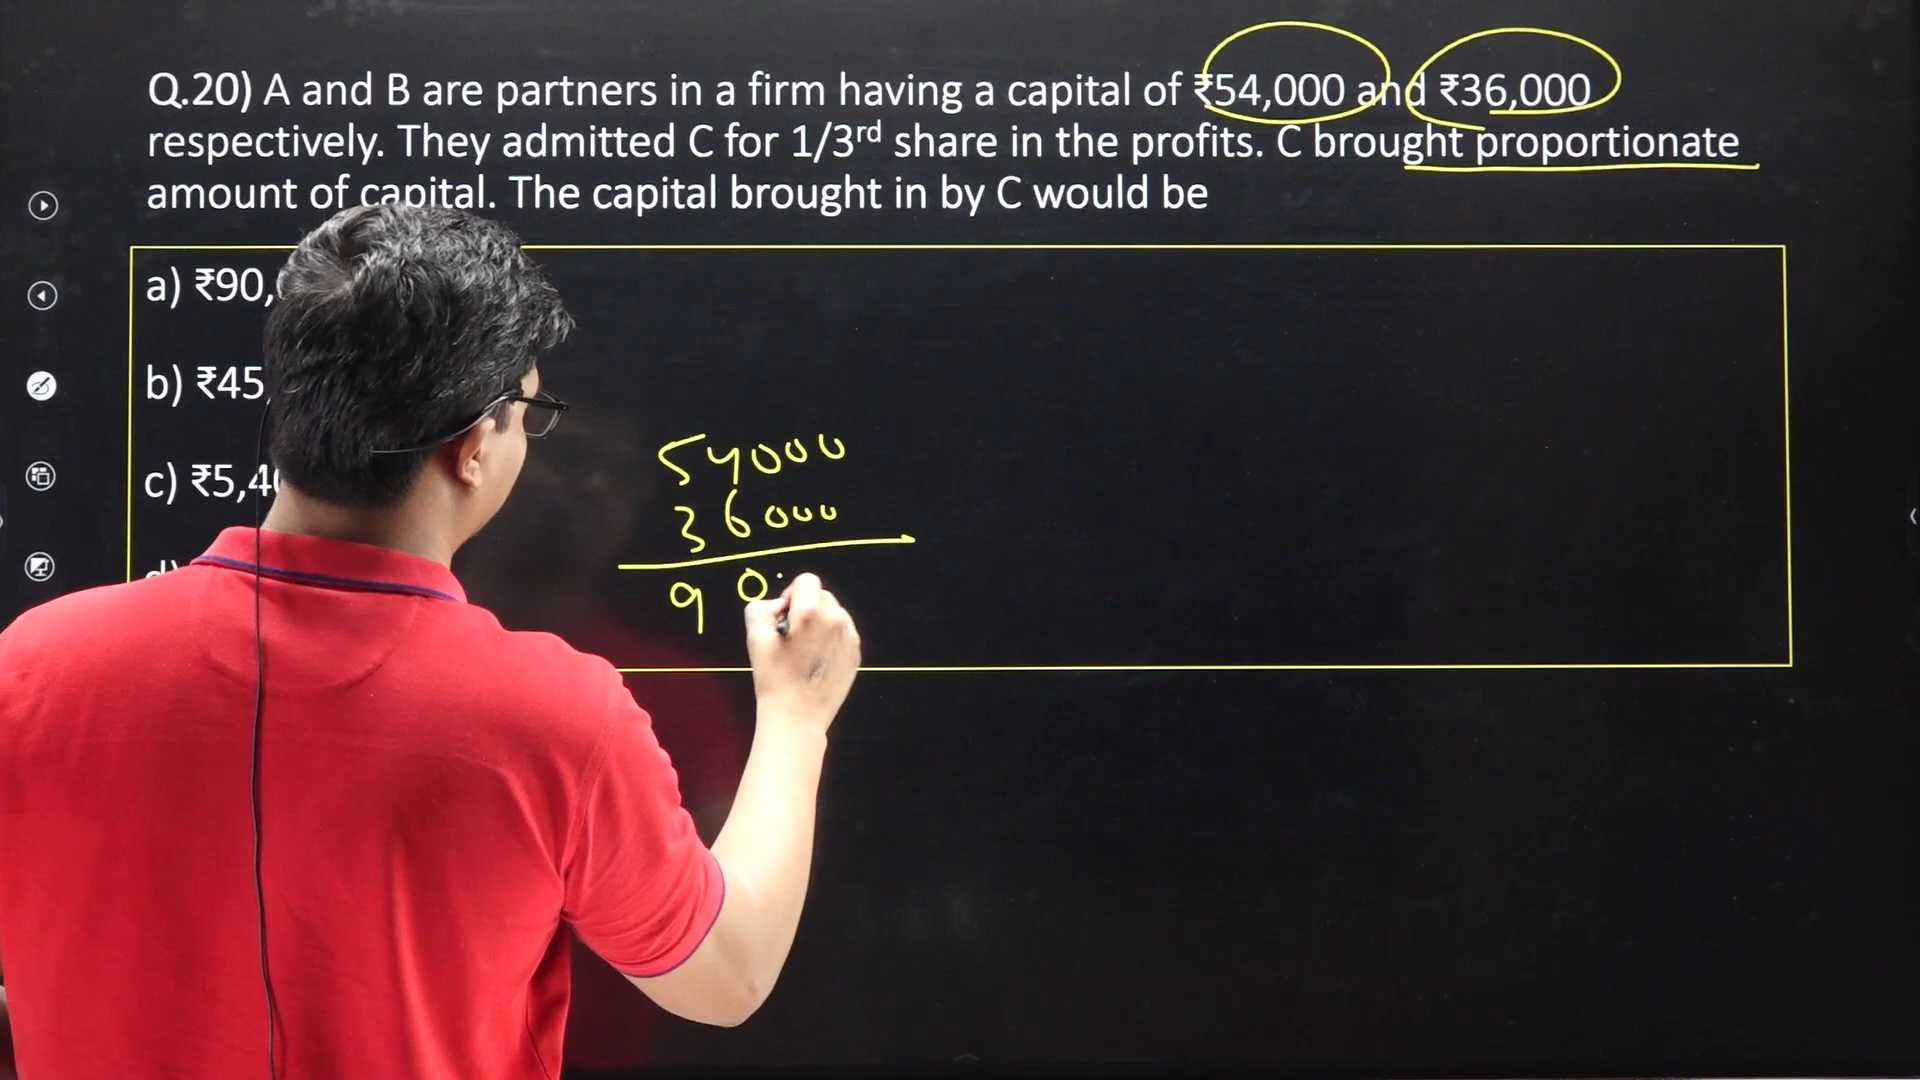 Q.20) A and B are partners in a firm having a capital of ₹54,000 and ₹36,000
respectively. They admitted C for 1/3rd share in the profits. C brought proportionate
amount of capital. The capital brought in by C would be
a) ₹90,
b) ₹45,
c) ₹5,4
d)
54000
36000
90